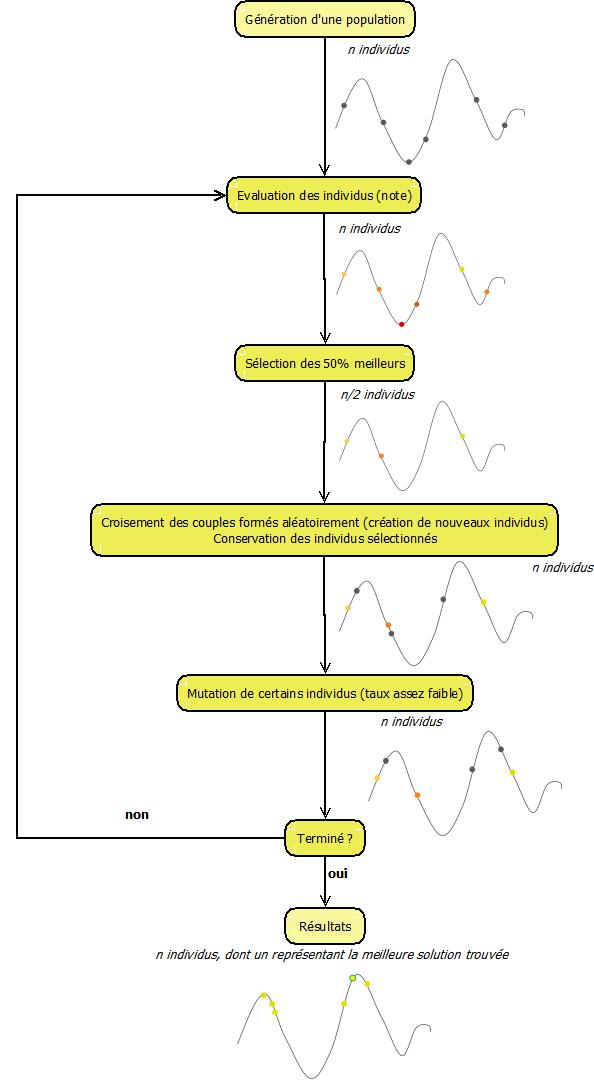 Génération d'une population
n individus
Evaluation des individus (note)
n individus
Sélection des 50% meilleurs
n/2 individus
Croisement des couples formés aléatoirement (création de nouveaux individus)
Conservation des individus sélectionnés
n individus
Mutation de certains individus (taux assez faible)
n individus
non
Terminé ?
oui
Résultats
n individus, dont un représentant la meilleure solution trouvée